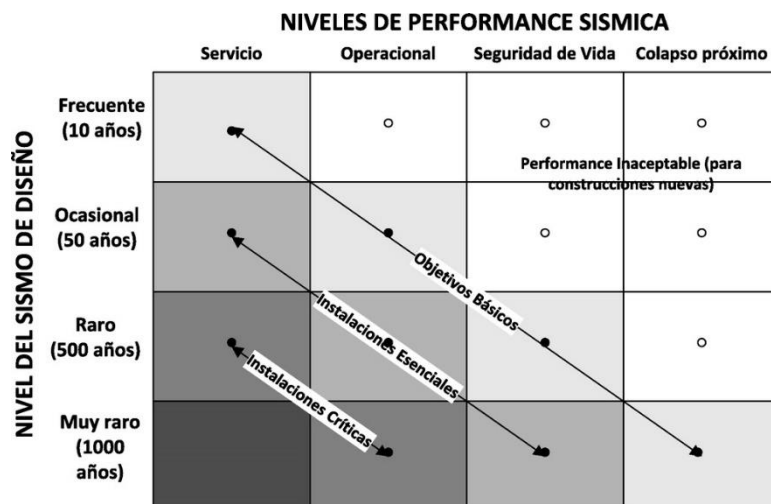 NIVELES DE PERFORMANCE SISMICA
Servicio
Operacional
Seguridad de Vida
Colapso próximo
NIVEL DEL SISMO DE DISEÑO
Frecuente
(10 años)
Performance Inaceptable (para
construcciones nuevas)
Ocasional
(50 años)
Objetivos Básicos
Raro
(500 años)
Instalaciones Esenciales
Instalaciones Críticas
Muy raro
(1000
años)